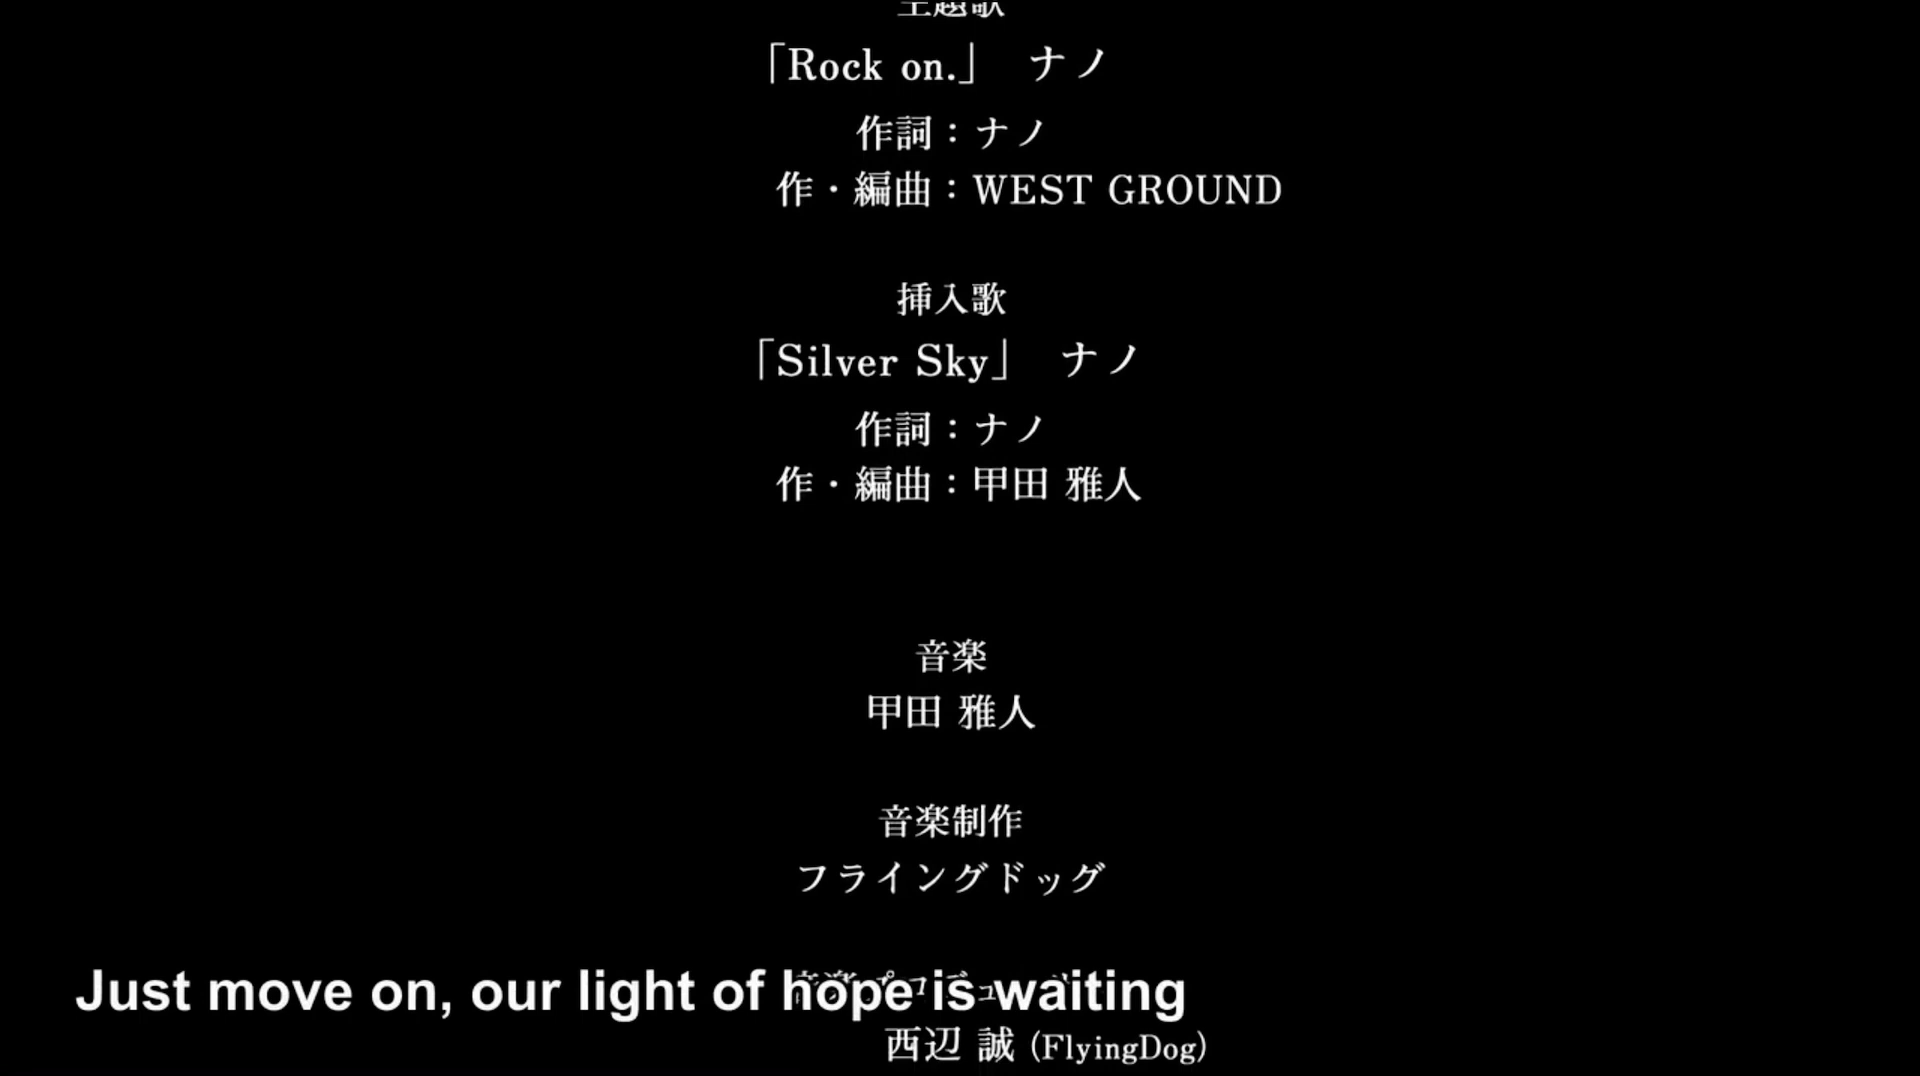 主題歌
「Rock on.」 ナノ
作詞：ナノ
作・編曲：WEST GROUND
挿入歌
「Silver Sky」 ナノ
作詞：ナノ
作・編曲：甲田 雅人
音楽
甲田 雅人
音楽制作
フライングドッグ
Just move on, our light of hope is waiting
西辺 誠 (FlyingDog)